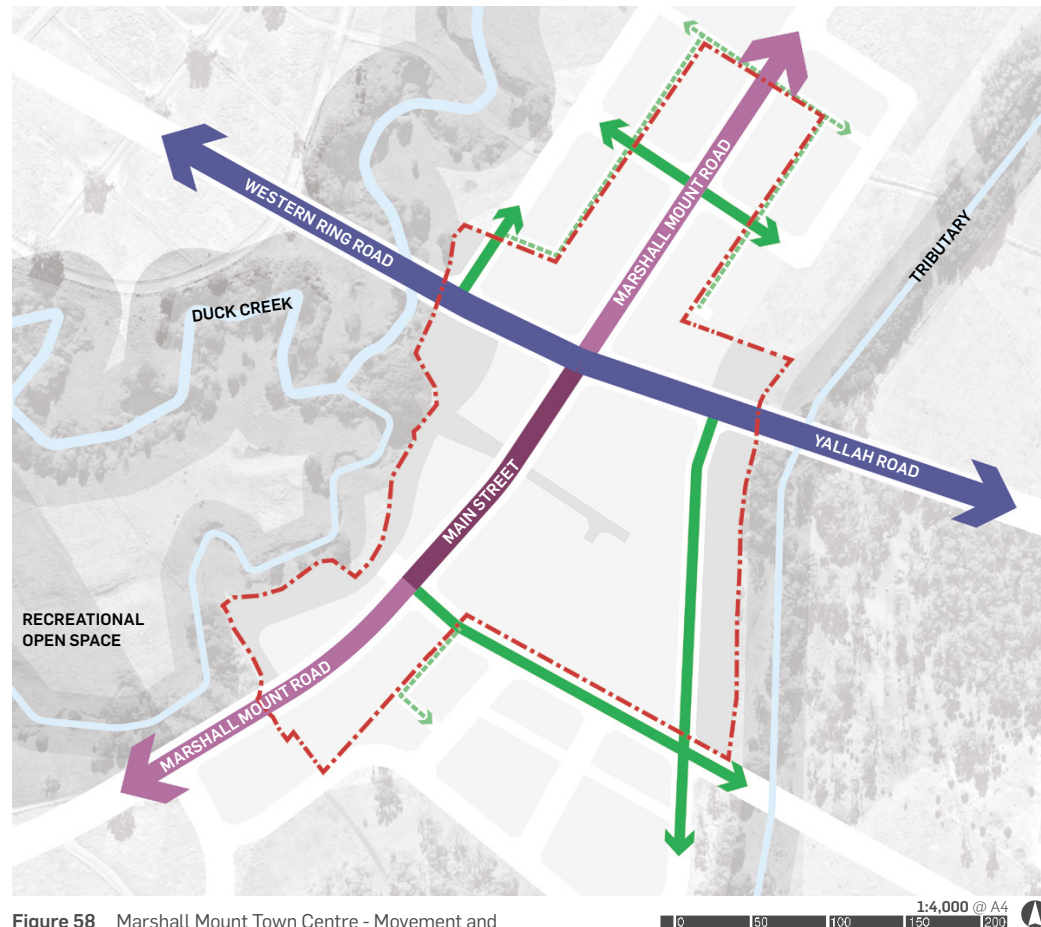 WESTERN RING ROAD
MARSHALL MOUNT ROAD
TRIBUTARY
DUCK CREEK
YALLAH ROAD
MAIN STREET
RECREATIONAL
OPEN SPACE
MARSHALL MOUNT ROAD
1:4,000 @ A4
Figure 58 Marshall Mount Town Centre - Movement and
0 50 100 150 200